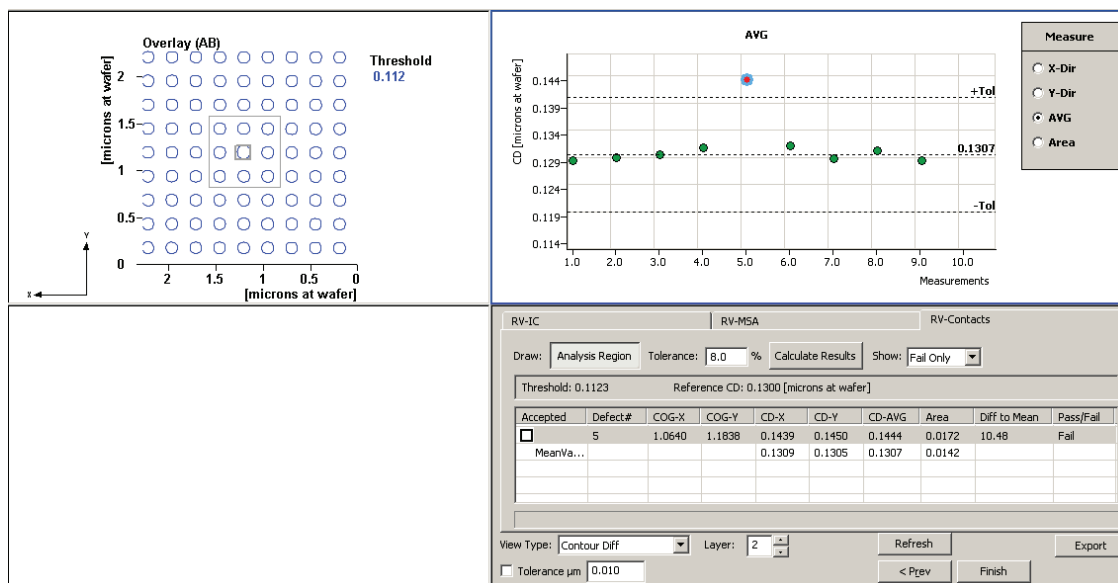 Overlay (AB)
Threshold
0.112
[microns at wafer]
2
1.5
1
0.5
0
Y
X
2
1.5
1
0.5
0
[microns at wafer]
AVG
CD [microns at wafer]
0.144
0.139
0.134
0.129
0.124
0.119
0.114
+Tol
0.1307
-Tol
1.0 2.0 3.0 4.0 5.0 6.0 7.0 8.0 9.0 10.0
Measurements
Measure
X-Dir
Y-Dir
AVG
Area
RV-IC RV-MSA RV-Contacts
Draw: Analysis Region Tolerance: 8.0 % Calculate Results Show: Fail Only
Threshold: 0.1123 Reference CD: 0.1300 [microns at wafer]
Accepted Defect# COG-X COG-Y CD-X CD-Y CD-AVG Area Diff to Mean Pass/Fail
5 1.0640 1.1838 0.1439 0.1450 0.1444 0.0172 10.48 Fail
MeanVa... 0.1309 0.1305 0.1307 0.0142
View Type: Contour Diff Layer: 2 Refresh Export
Tolerance µm 0.010 < Prev Finish